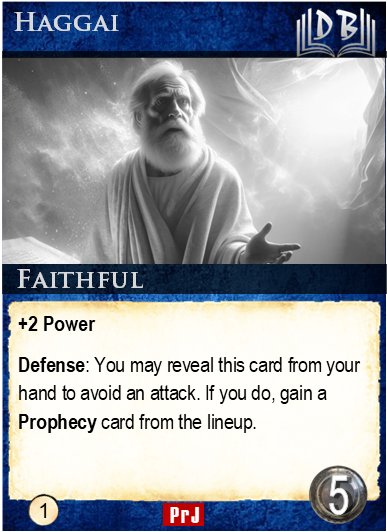 HAGGAI
DB
FAITHFUL
+2 Power
Defense: You may reveal this card from your
hand to avoid an attack. If you do, gain a
Prophecy card from the lineup.
1
PrJ
5